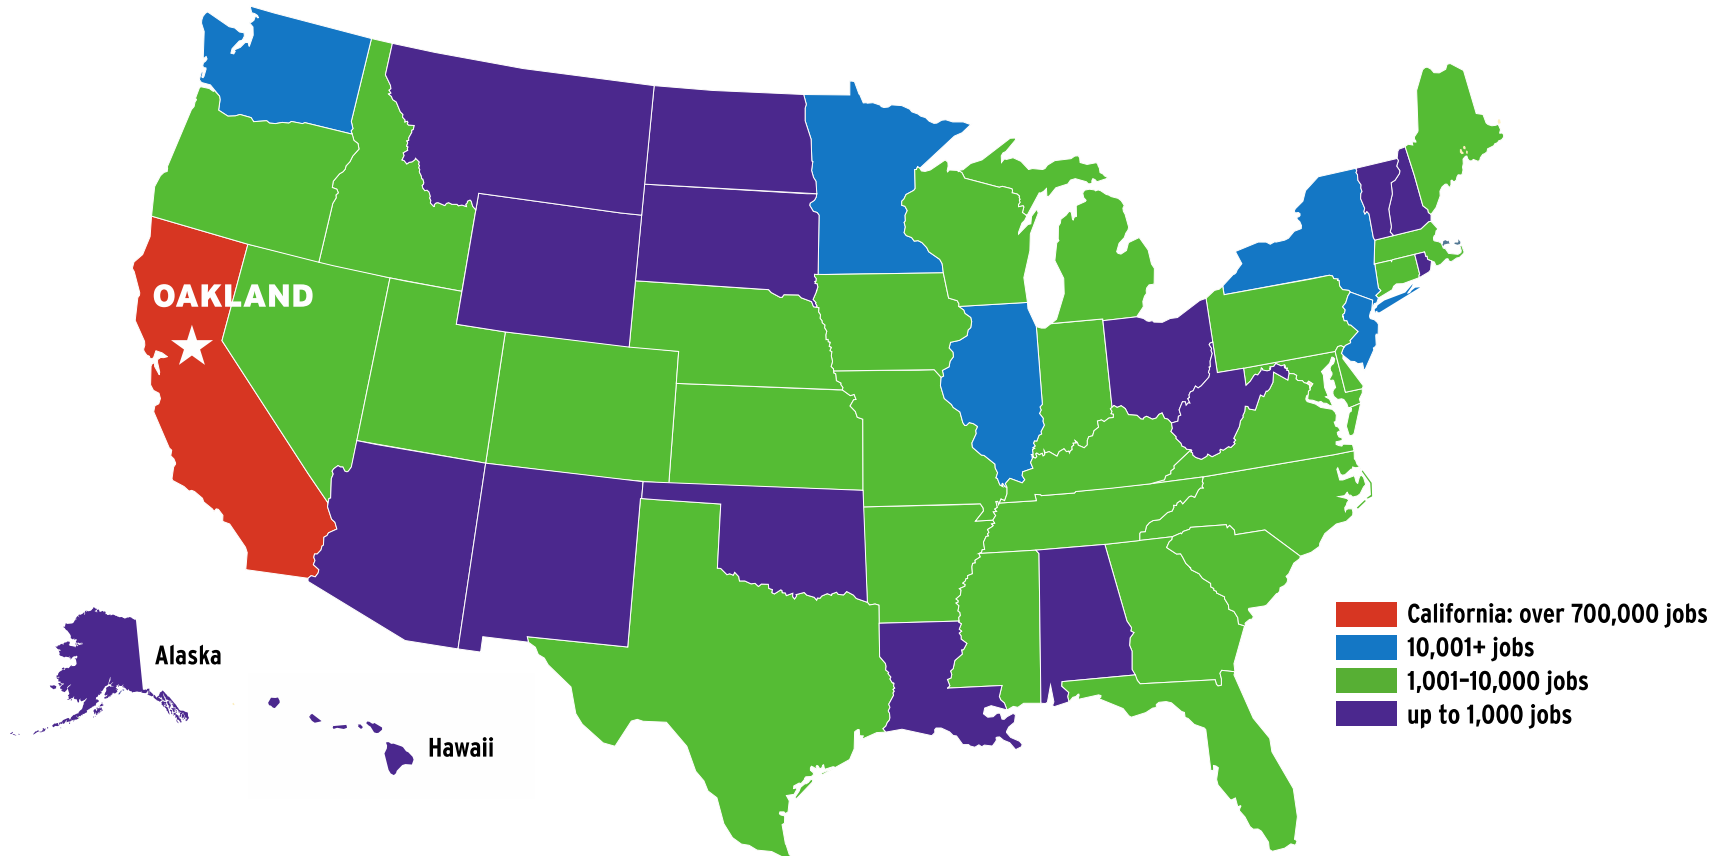 OAKLAND
California: over 700,000 jobs
10,001+ jobs
1,001–10,000 jobs
up to 1,000 jobs
Alaska
Hawaii